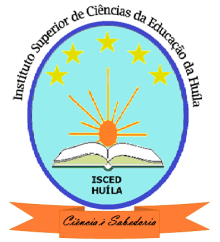 Instituto Superior de Ciências da Educação da Huíla
ISCED
HUÍLA
Ciência é Sabedoria